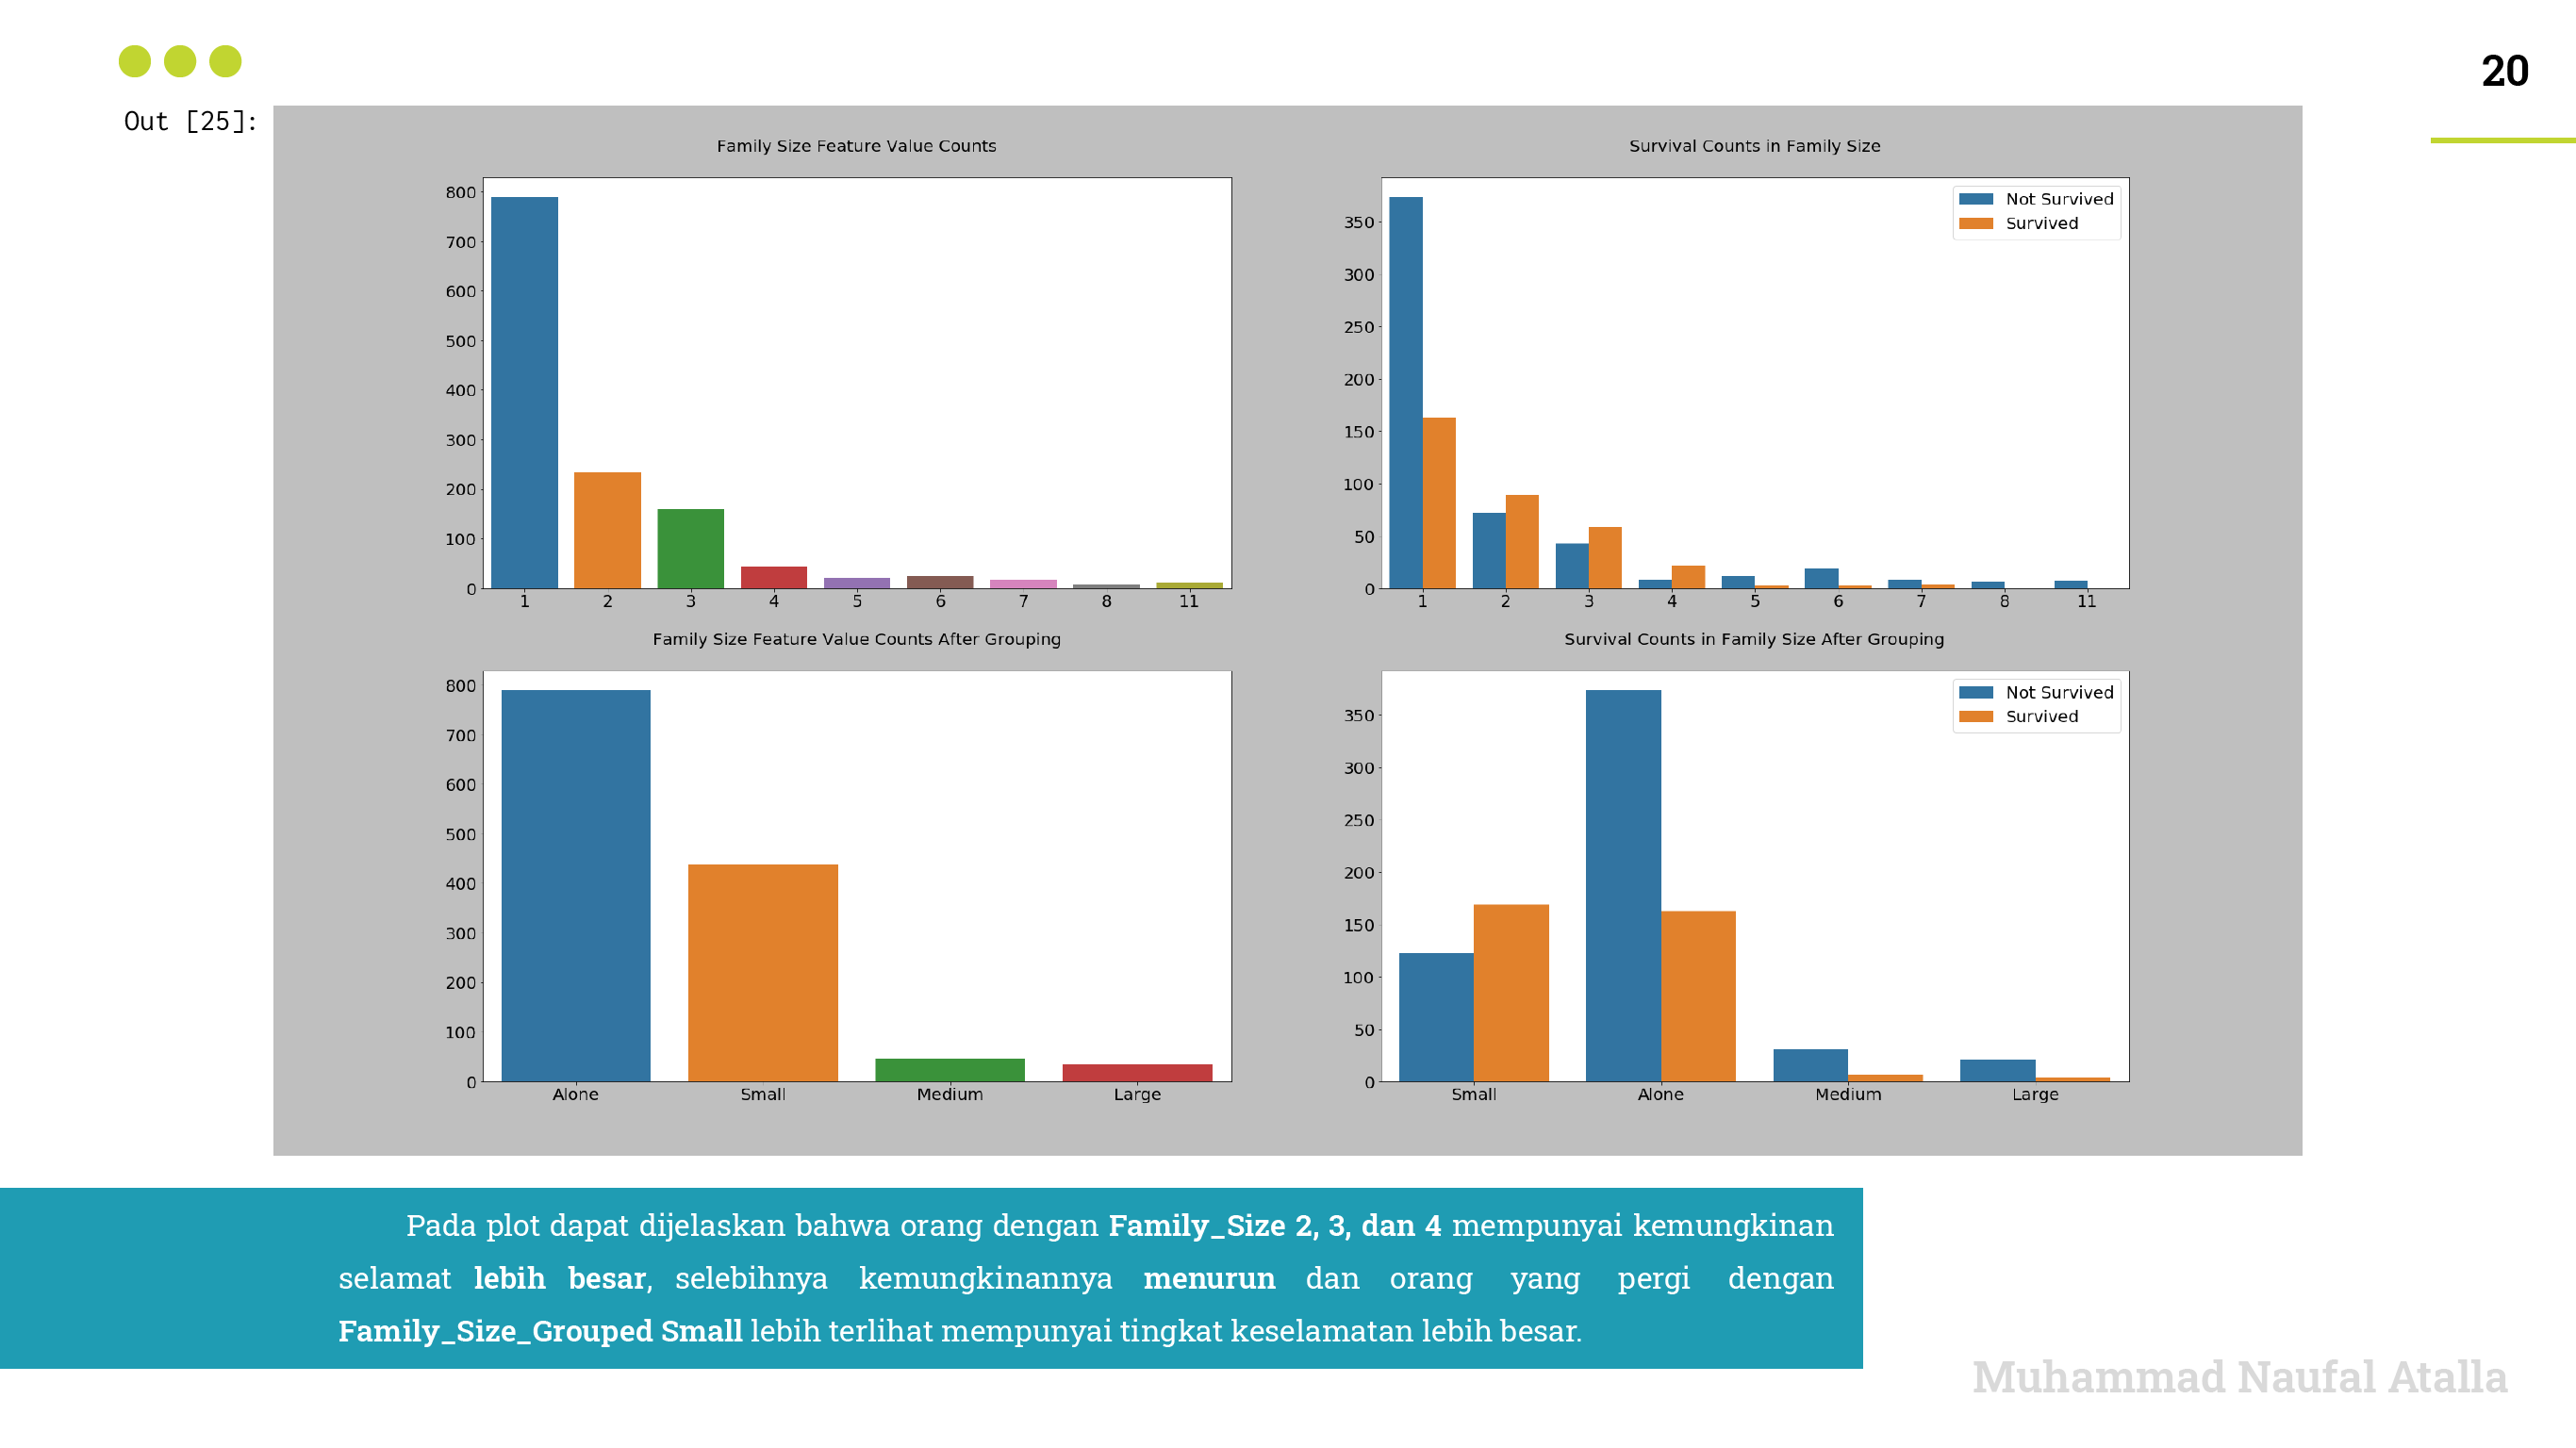 20
Out [25]:
Family Size Feature Value Counts
800
700
600
500
400
300
200
100
0
1 2 3 4 5 6 7 8 11
Survival Counts in Family Size
Not Survived
Survived
350
300
250
200
150
100
50
0
1 2 3 4 5 6 7 8 11
Family Size Feature Value Counts After Grouping
800
700
600
500
400
300
200
100
0
Alone Small Medium Large
Survival Counts in Family Size After Grouping
Not Survived
Survived
350
300
250
200
150
100
50
0
Small Alone Medium Large
Pada plot dapat dijelaskan bahwa orang dengan Family_Size 2, 3, dan 4 mempunyai kemungkinan
selamat lebih besar, selebihnya kemungkinannya menurun dan orang yang pergi dengan
Family_Size_Grouped Small lebih terlihat mempunyai tingkat keselamatan lebih besar.
Muhammad Naufal Atalla